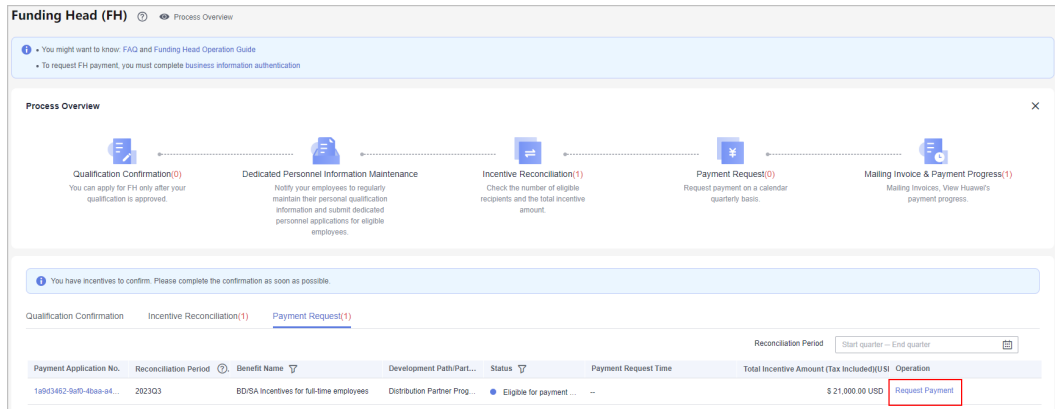 Funding Head (FH) ? Process Overview
• You might want to know: FAQ and Funding Head Operation Guide
• To request FH payment, you must complete business information authentication
Process Overview
Qualification Confirmation(0)
You can apply for FH only after your
qualification is approved.
Dedicated Personnel Information Maintenance
Notify your employees to regularly
maintain their personal qualification
information and submit dedicated
personnel applications for eligible
employees.
Incentive Reconciliation(1)
Check the number of eligible
recipients and the total incentive
amount.
Payment Request(0)
Request payment on a calendar
quarterly basis.
Mailing Invoice & Payment Progress(1)
Mailing Invoices, View Huawei's
payment progress.
You have incentives to confirm. Please complete the confirmation as soon as possible.
Qualification Confirmation Incentive Reconciliation(1) Payment Request(1)
Reconciliation Period Start quarter – End quarter
Payment Application No. Reconciliation Period ?. Benefit Name Development Path/Part... Status Payment Request Time Total Incentive Amount (Tax Included)(USI Operation
1a9d3462-9af0-4baa-a4... 2023Q3 BD/SA Incentives for full-time employees Distribution Partner Prog... Eligible for payment ... -- $ 21,000.00 USD Request Payment